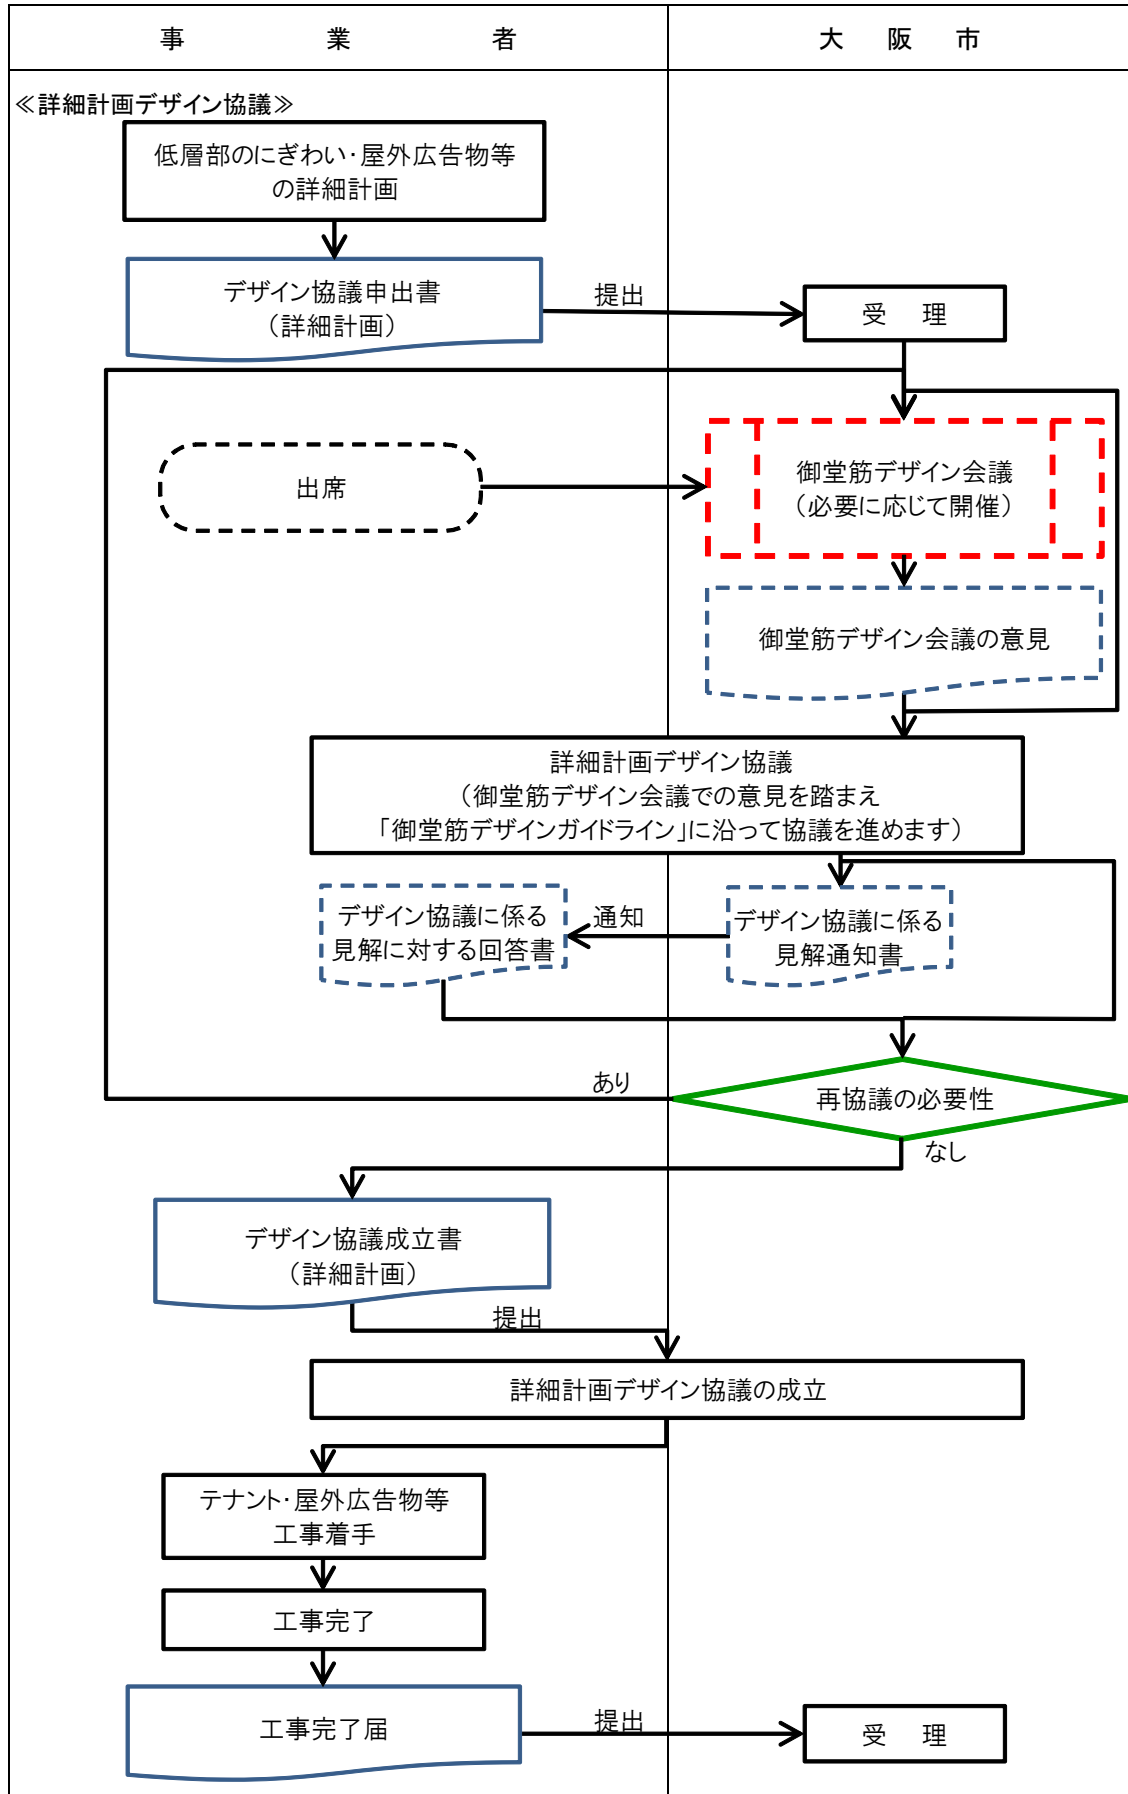 事　業　者
大　阪　市
≪詳細計画デザイン協議≫
低層部のにぎわい・屋外広告物等
の詳細計画
デザイン協議申出書
（詳細計画）
提出
受　理
出席
御堂筋デザイン会議
（必要に応じて開催）
御堂筋デザイン会議の意見
詳細計画デザイン協議
（御堂筋デザイン会議での意見を踏まえ
「御堂筋デザインガイドライン」に沿って協議を進めます）
デザイン協議に係る
見解に対する回答書
通知
デザイン協議に係る
見解通知書
あり
再協議の必要性
なし
デザイン協議成立書
（詳細計画）
提出
詳細計画デザイン協議の成立
テナント・屋外広告物等
工事着手
工事完了
工事完了届
提出
受　理